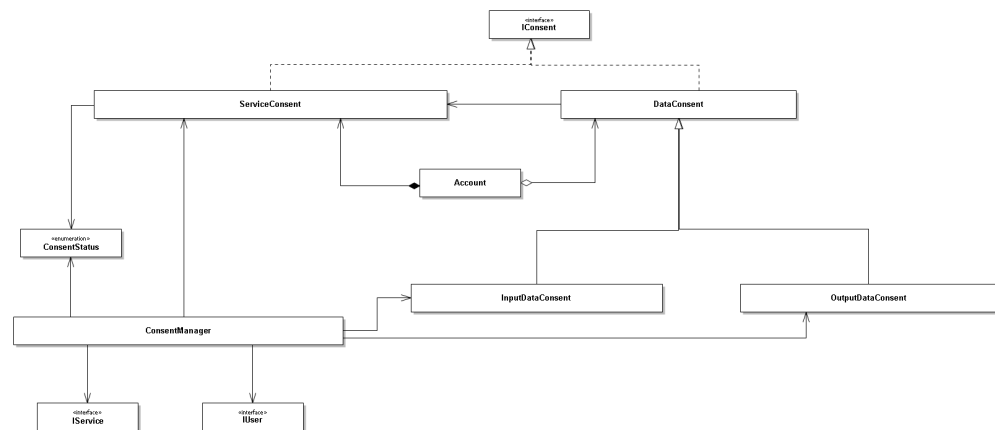 «interface»
IConsent
ServiceConsent
DataConsent
Account
«enumeration»
ConsentStatus
InputDataConsent
OutputDataConsent
ConsentManager
«interface»
IService
«interface»
IUser